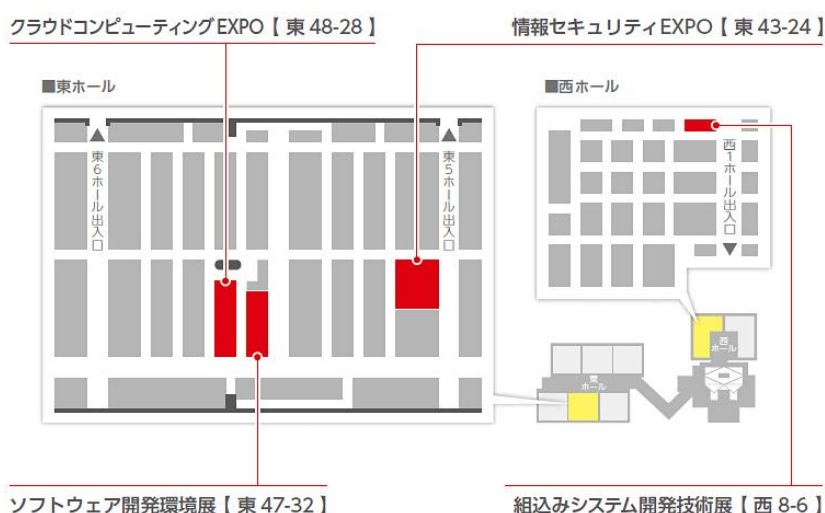 クラウドコンピューティングEXPO【 東 48-28 】
情報セキュリティEXPO【 東 43-24 】
■東ホール
■西ホール
東6ホール出入口
東5ホール出入口
西1ホール出入口
西
ホール
東
ホール
ソフトウェア開発環境展【 東 47-32 】
組込みシステム開発技術展【 西 8-6 】